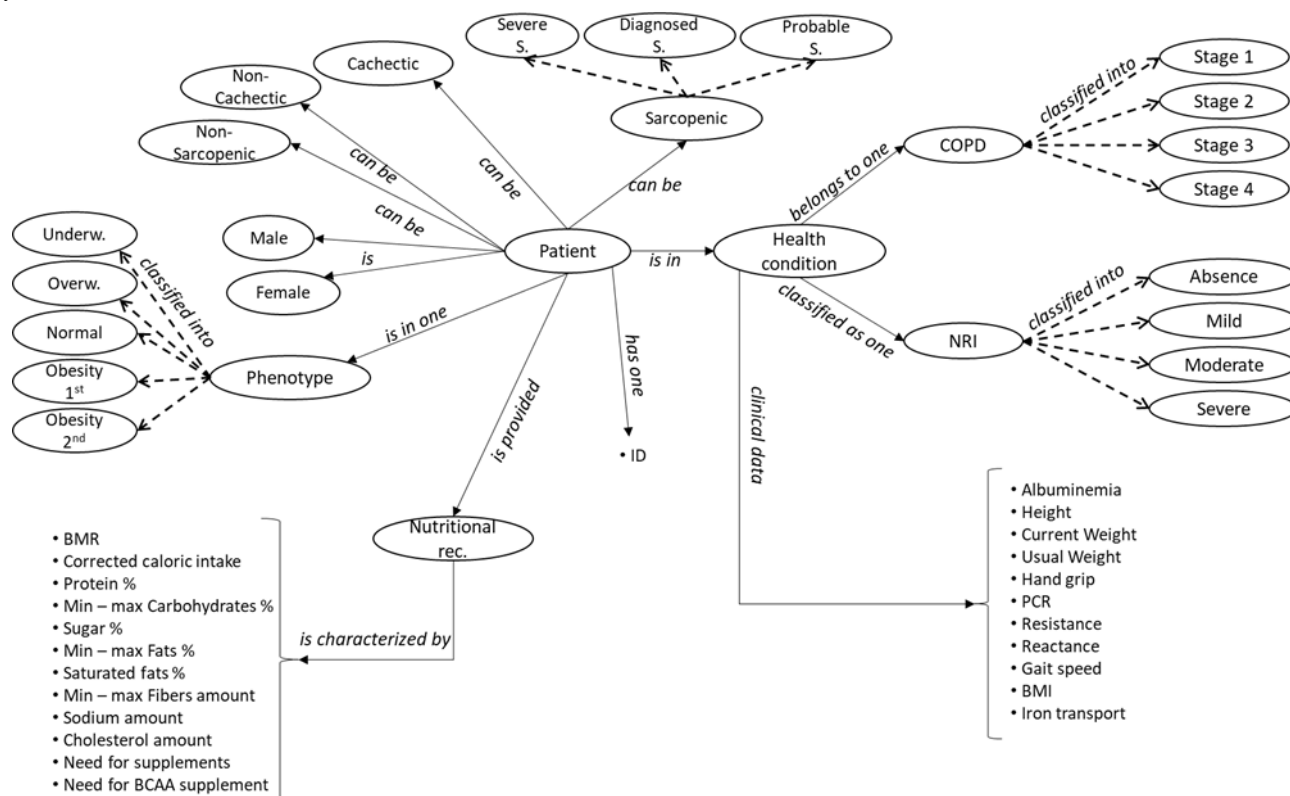 Severe
S.
Diagnosed
S.
Probable
S.
Cachectic
Non-
Cachectic
Non-
Sarcopenic
Sarcopenic
can be
can be
can be
can be
Male
is
Female
Patient
is in
Health
condition
belongs to one
COPD
classified into
Stage 1
Stage 2
Stage 3
Stage 4
classified as one
NRI
classified into
Absence
Mild
Moderate
Severe
Underw.
Overw.
Normal
Obesity
1st
Obesity
2nd
classified into
Phenotype
is in one
is provided
has one
• ID
clinical data
Nutritional
rec.
is characterized by
• BMR
• Corrected caloric intake
• Protein %
• Min – max Carbohydrates %
• Sugar %
• Min – max Fats %
• Saturated fats %
• Min – max Fibers amount
• Sodium amount
• Cholesterol amount
• Need for supplements
• Need for BCAA supplement
• Albuminemia
• Height
• Current Weight
• Usual Weight
• Hand grip
• PCR
• Resistance
• Reactance
• Gait speed
• BMI
• Iron transport